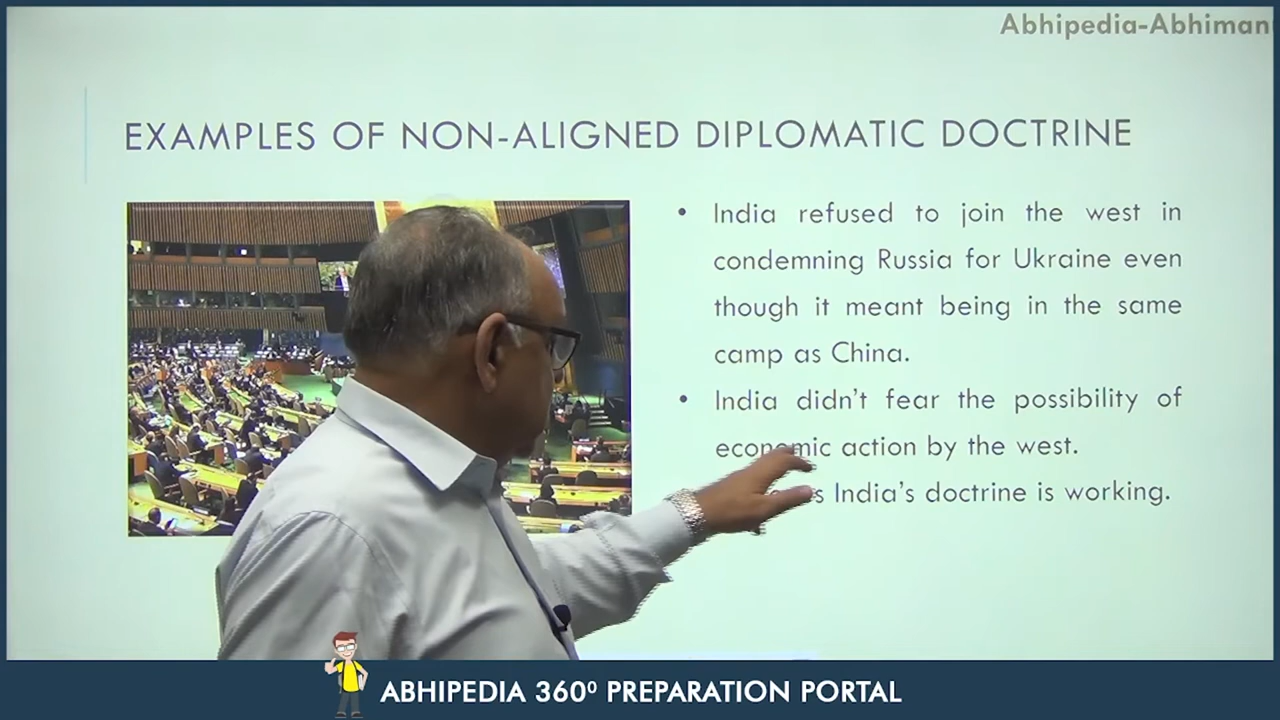 Abhipedia-Abhiman
EXAMPLES OF NON-ALIGNED DIPLOMATIC DOCTRINE
• India refused to join the west in
condemning Russia for Ukraine even
though it meant being in the same
camp as China.
• India didn't fear the possibility of
economic action by the west.
India's doctrine is working.
ABHIPEDIA 360⁰ PREPARATION PORTAL